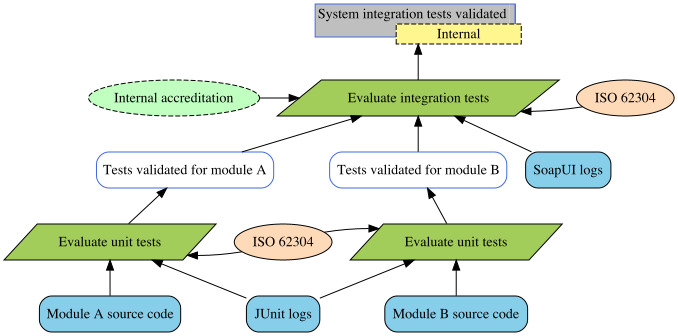 System integration tests validated
Internal
Internal accreditation
Evaluate integration tests
ISO 62304
Tests validated for module A
Tests validated for module B
SoapUI logs
Evaluate unit tests
ISO 62304
Evaluate unit tests
Module A source code
JUnit logs
Module B source code